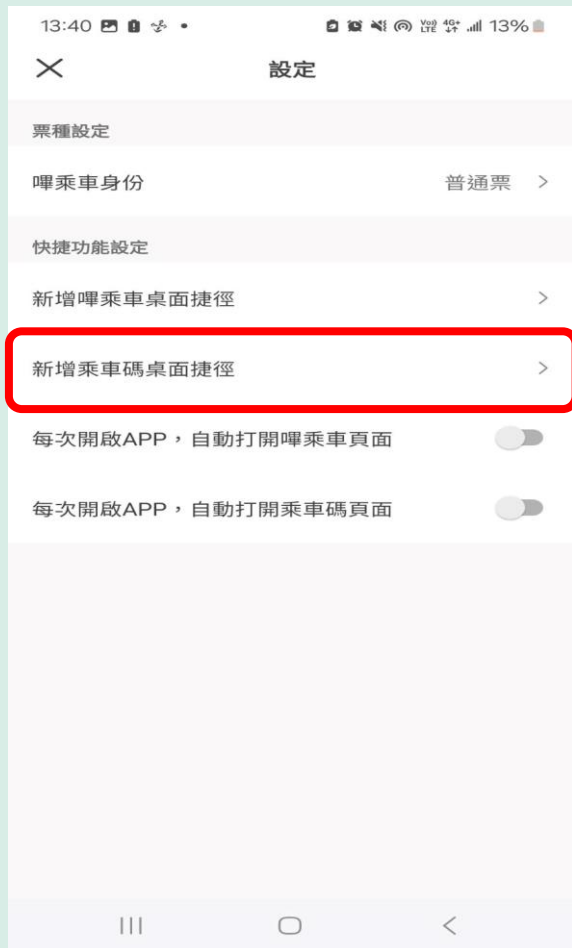 13:40 VoI) LTE 4G+ 13%
設定
票種設定
嗶乘車身份 普通票
快捷功能設定
新增嗶乘車桌面捷徑
新增乘車碼桌面捷徑
每次開啟APP，自動打開嗶乘車頁面
每次開啟APP，自動打開乘車碼頁面